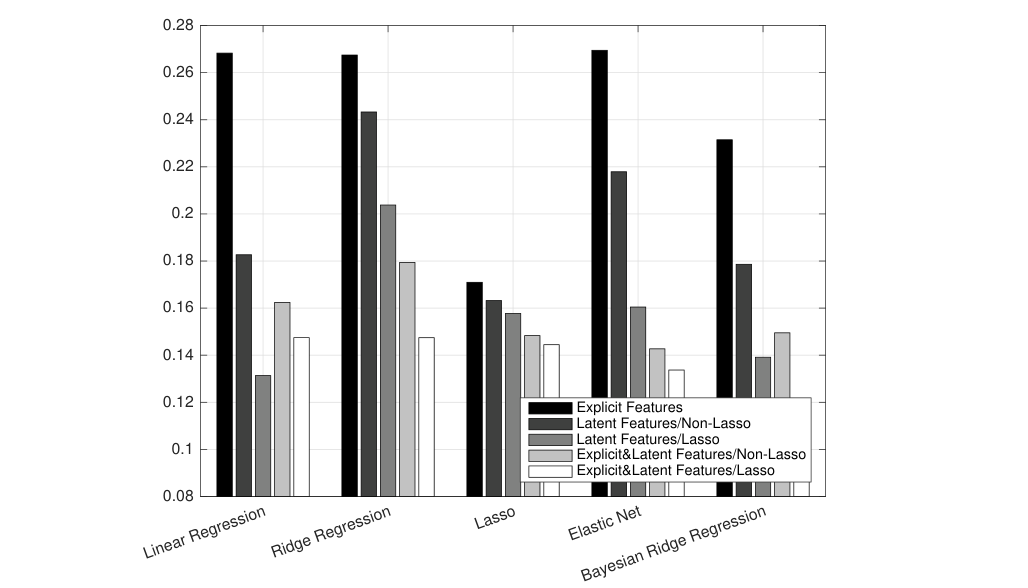 0.28
0.26
0.24
0.22
0.2
0.18
0.16
0.14
0.12
0.1
0.08
Explicit Features
Latent Features/Non-Lasso
Latent Features/Lasso
Explicit&Latent Features/Non-Lasso
Explicit&Latent Features/Lasso
Linear Regression
Ridge Regression
Lasso
Elastic Net
Bayesian Ridge Regression